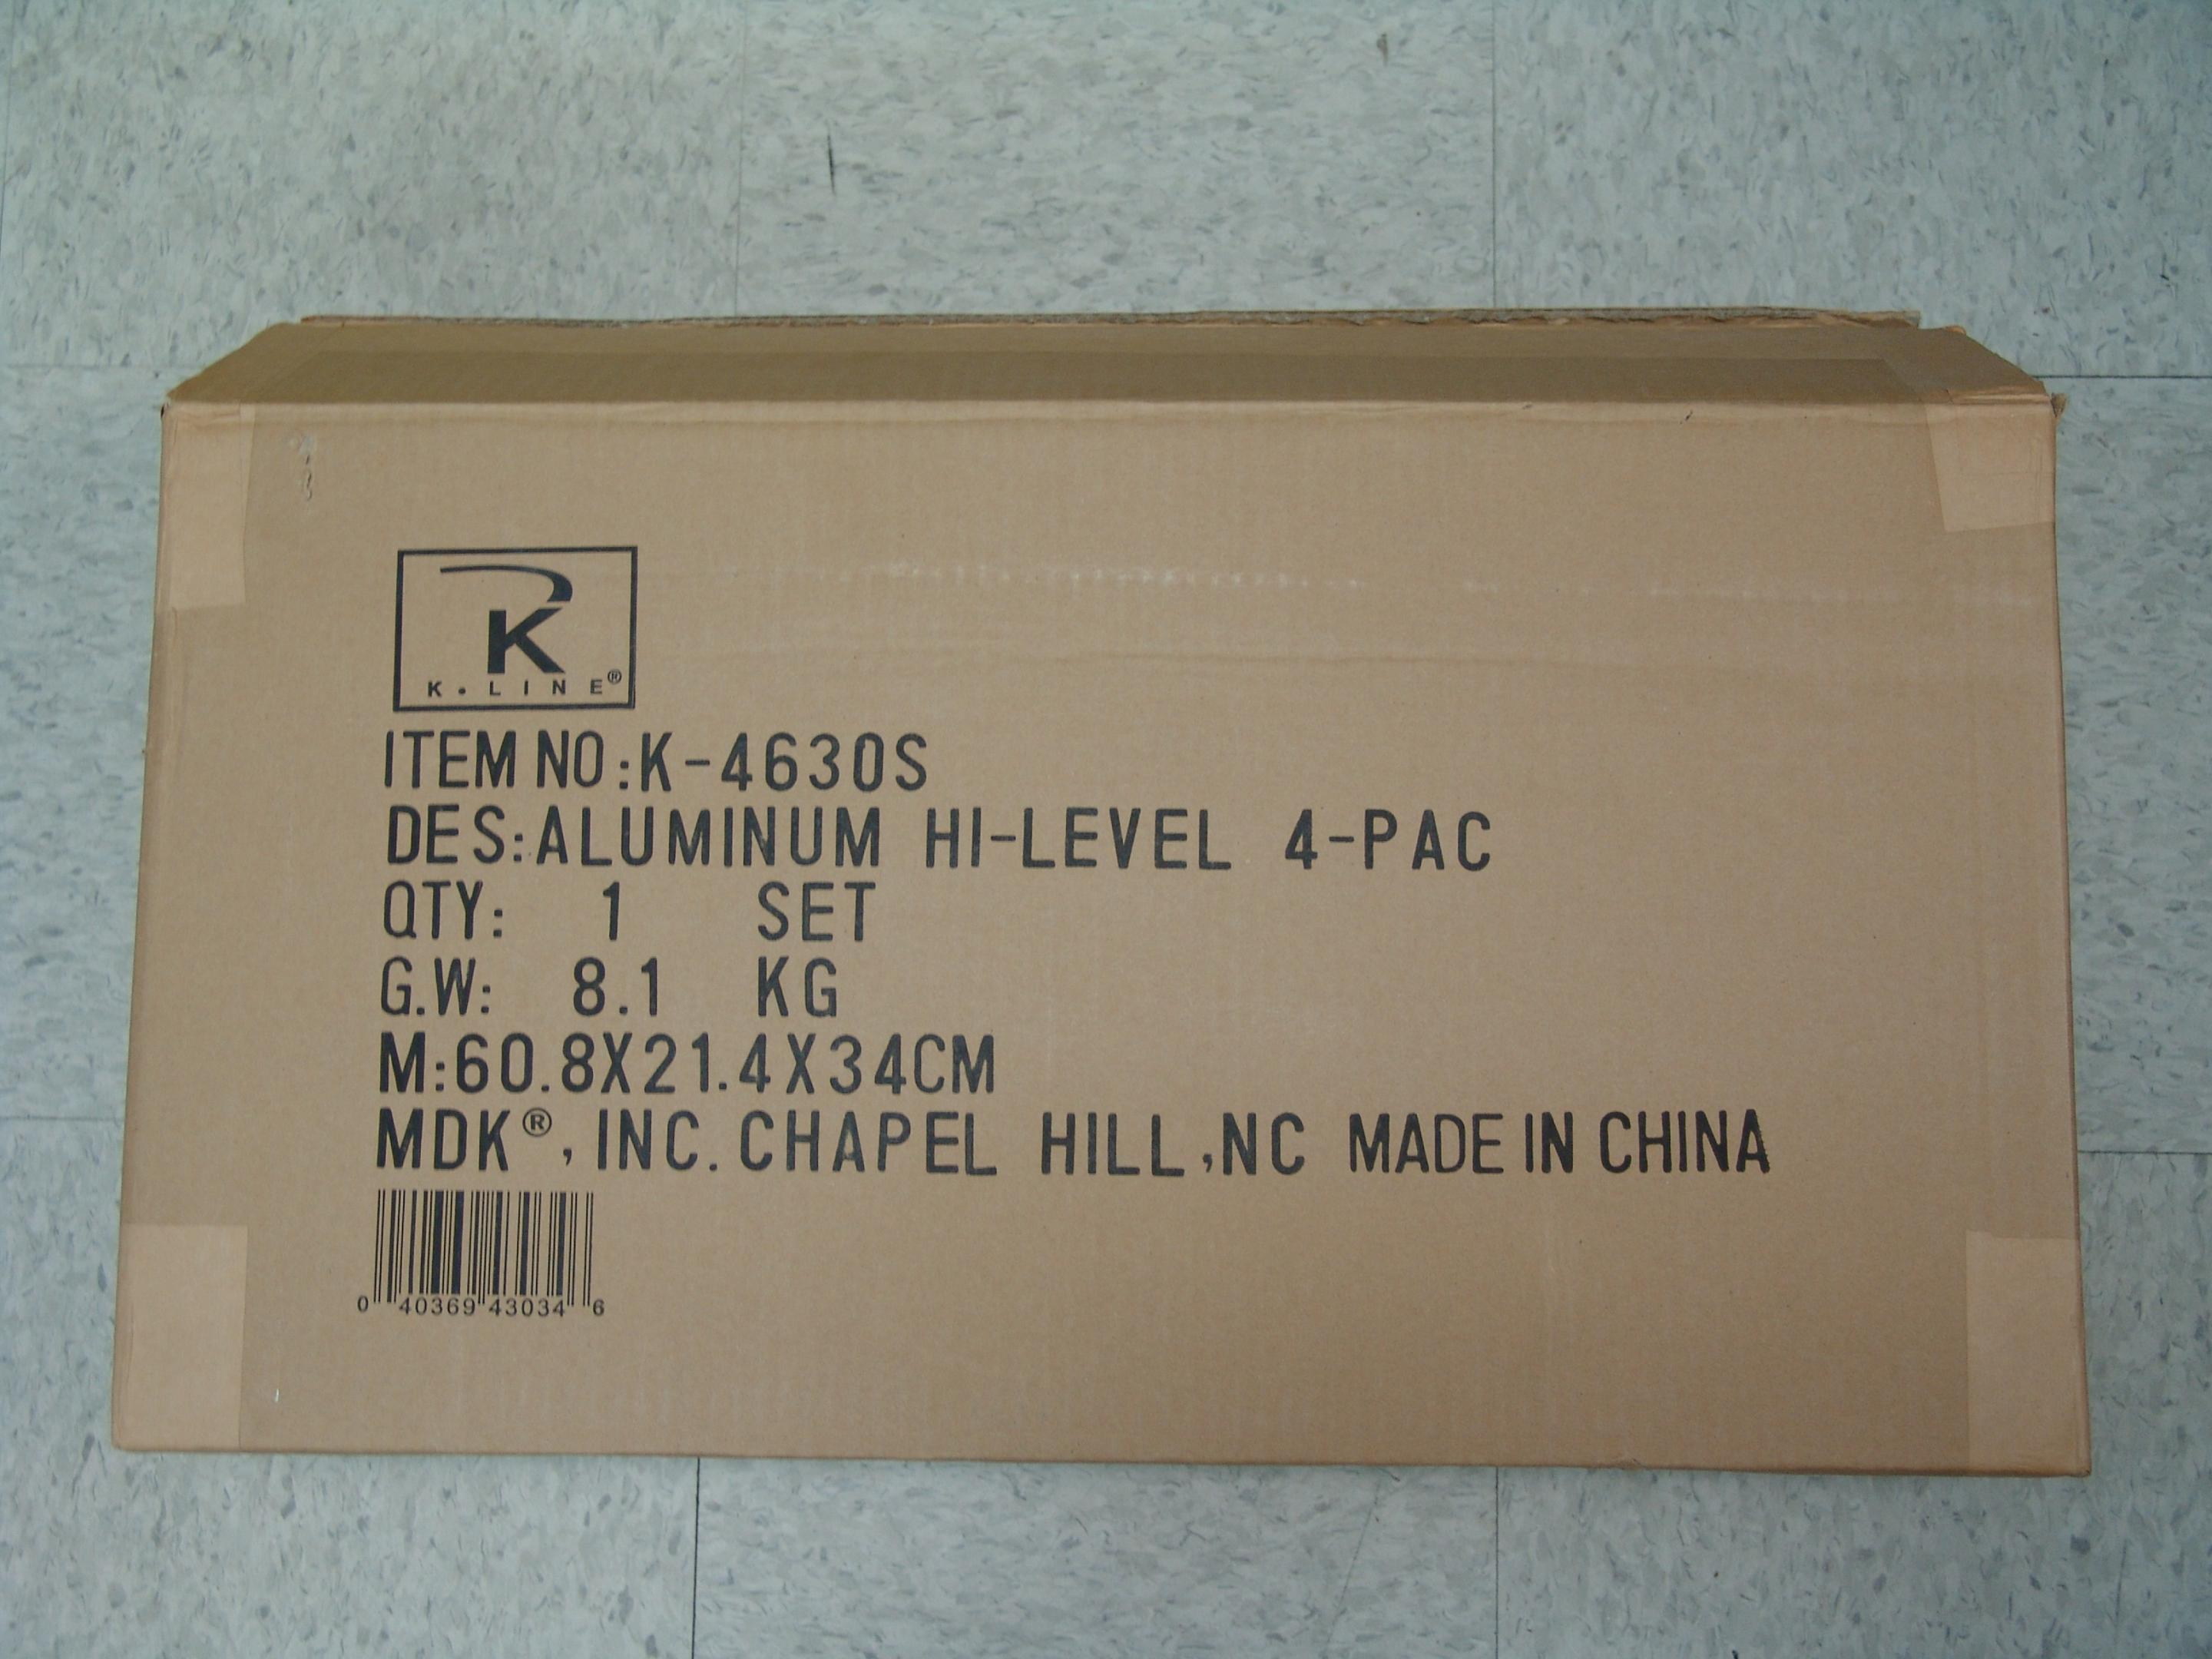 K
K·LINE®
ITEM NO:K-4630S
DES:ALUMINUM HI-LEVEL 4-PAC
QTY: 1 SET
G.W: 8.1 KG
M:60.8X21.4X34CM
MDK®, INC. CHAPEL HILL,NC MADE IN CHINA
0 40369 43034 6